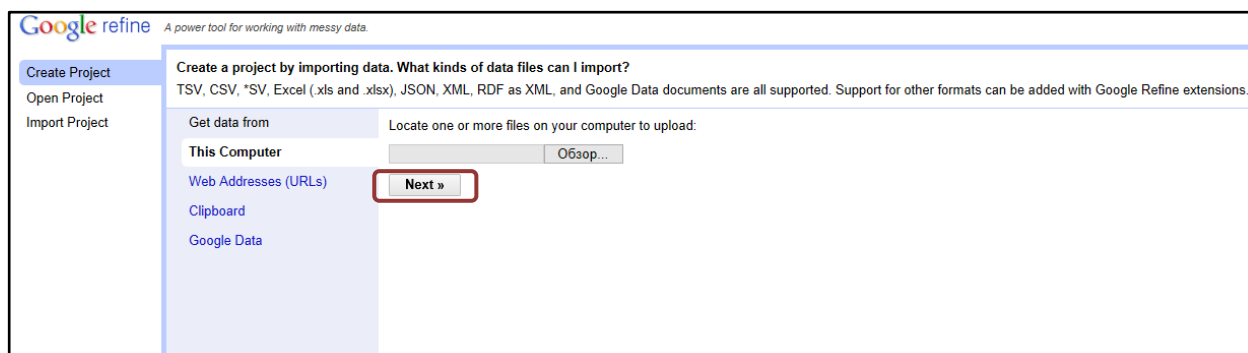 Google refine A power tool for working with messy data.
Create Project
Open Project
Import Project
Create a project by importing data. What kinds of data files can I import?
TSV, CSV, *SV, Excel (.xls and .xlsx), JSON, XML, RDF as XML, and Google Data documents are all supported. Support for other formats can be added with Google Refine extensions.
Get data from
This Computer
Web Addresses (URLs)
Clipboard
Google Data
Locate one or more files on your computer to upload:
Обзор...
Next »